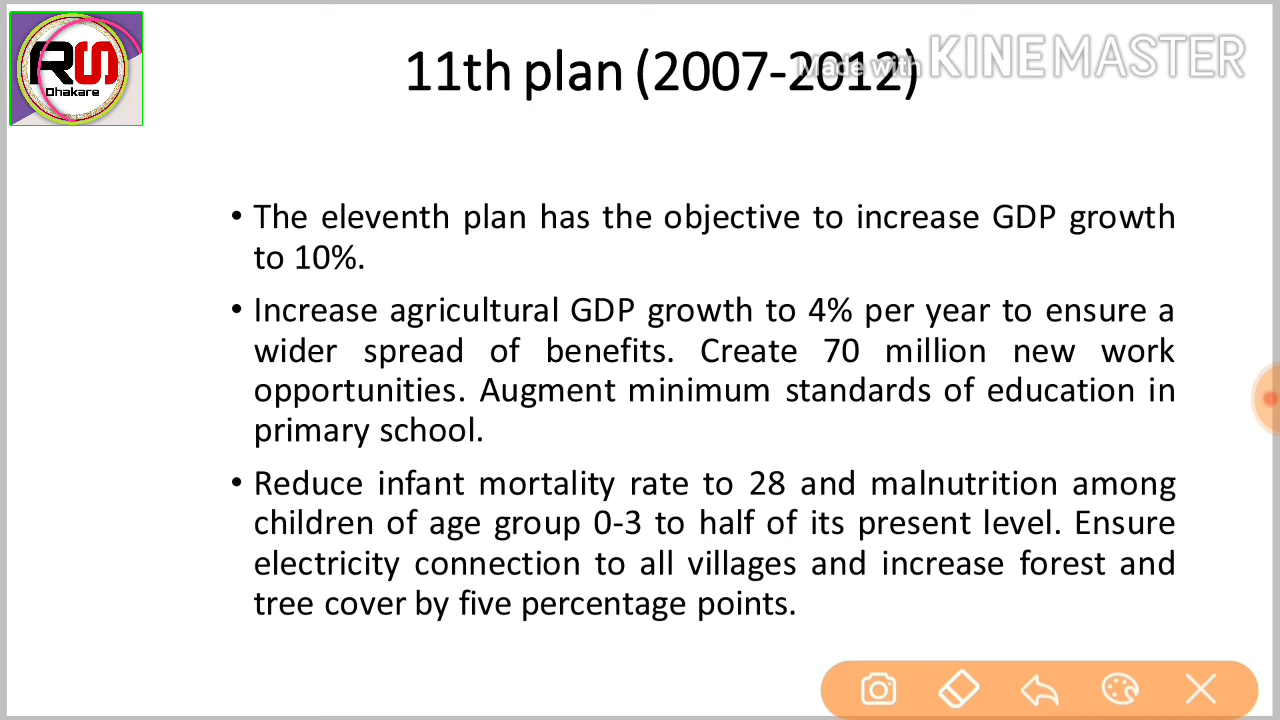 RS
Dhakare
11th plan (2007-2012)
Made with KINEMASTER
• The eleventh plan has the objective to increase GDP growth
to 10%.
• Increase agricultural GDP growth to 4% per year to ensure a
wider spread of benefits. Create 70 million new work
opportunities. Augment minimum standards of education in
primary school.
• Reduce infant mortality rate to 28 and malnutrition among
children of age group 0-3 to half of its present level. Ensure
electricity connection to all villages and increase forest and
tree cover by five percentage points.